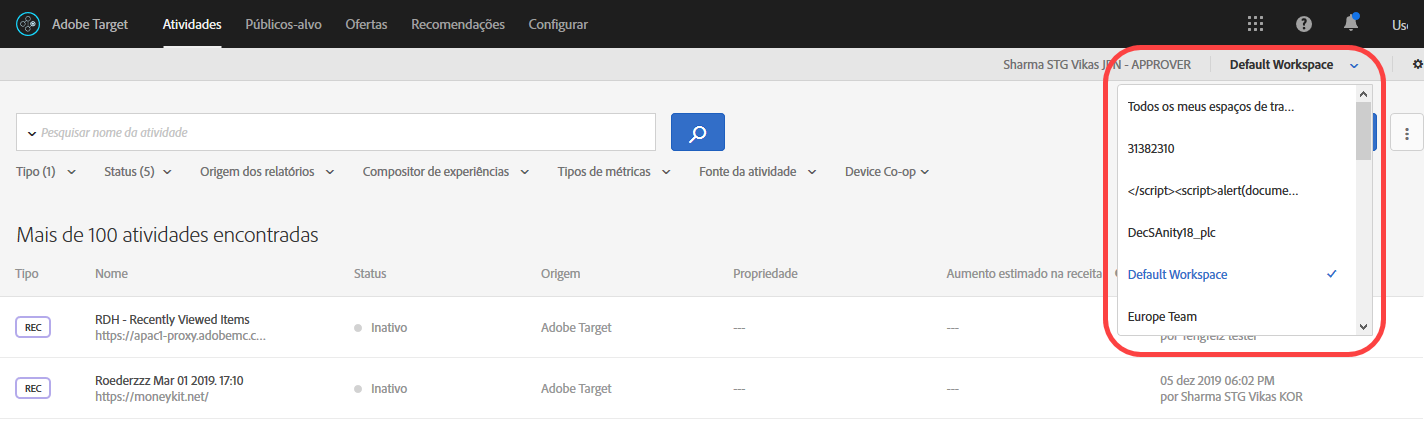 Adobe Target Atividades Públicos-alvo Ofertas Recomendações Configurar
Sharma STG Vikas JPN - APPROVER Default Workspace
Todos os meus espaços de tra...
31382310
</script><script>alert(docume...
DecSAnity18_plc
Default Workspace
Europe Team
Pesquisar nome da atividade
Tipo (1) Status (5) Origem dos relatórios Compositor de experiências Tipos de métricas Fonte da atividade Device Co-op
Mais de 100 atividades encontradas
Tipo Nome Status Origem Propriedade Aumento estimado na receita
REC RDH - Recently Viewed Items Inativo Adobe Target --- ---
https://apac1-proxy.adobemc.c...
REC Roederzzz Mar 01 2019. 17:10 Inativo Adobe Target --- --- 05 dez 2019 06:02 PM
https://moneykit.net/ por Sharma STG Vikas KOR